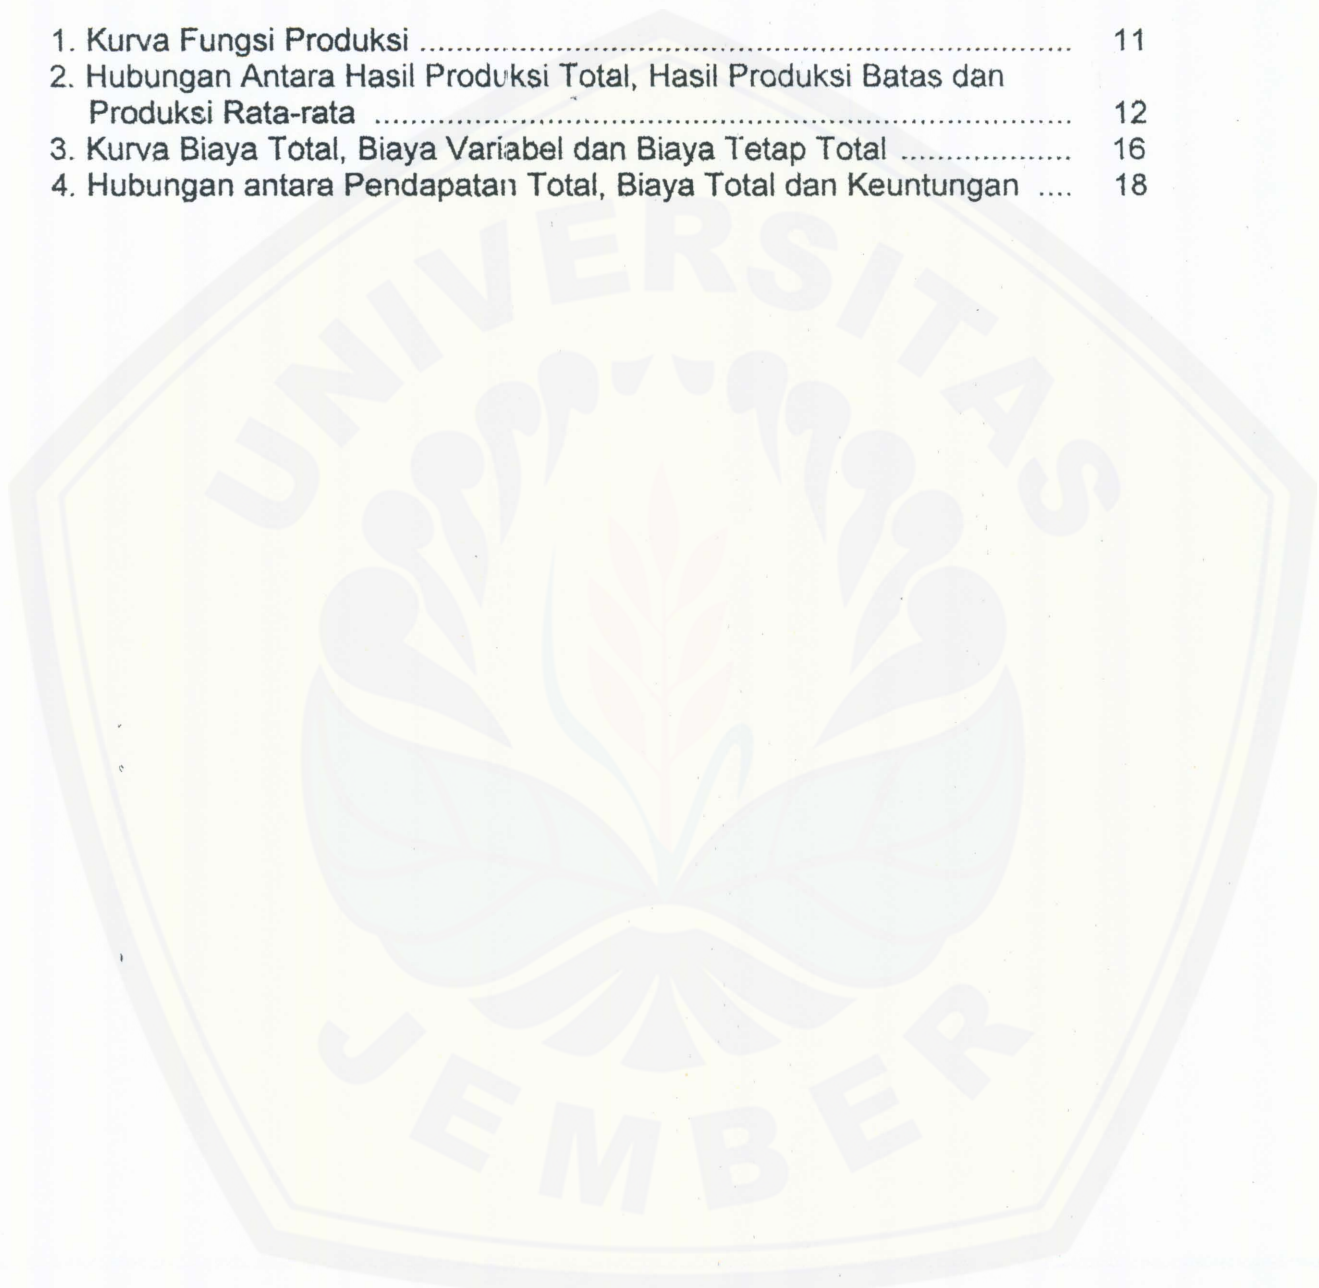 1. Kurva Fungsi Produksi ........................................................................ 11
2. Hubungan Antara Hasil Produksi Total, Hasil Produksi Batas dan
Produksi Rata-rata ............................................................................. 12
3. Kurva Biaya Total, Biaya Variabel dan Biaya Tetap Total ................... 16
4. Hubungan antara Pendapatan Total, Biaya Total dan Keuntungan .... 18
UNIVERSITAS
JEMBER